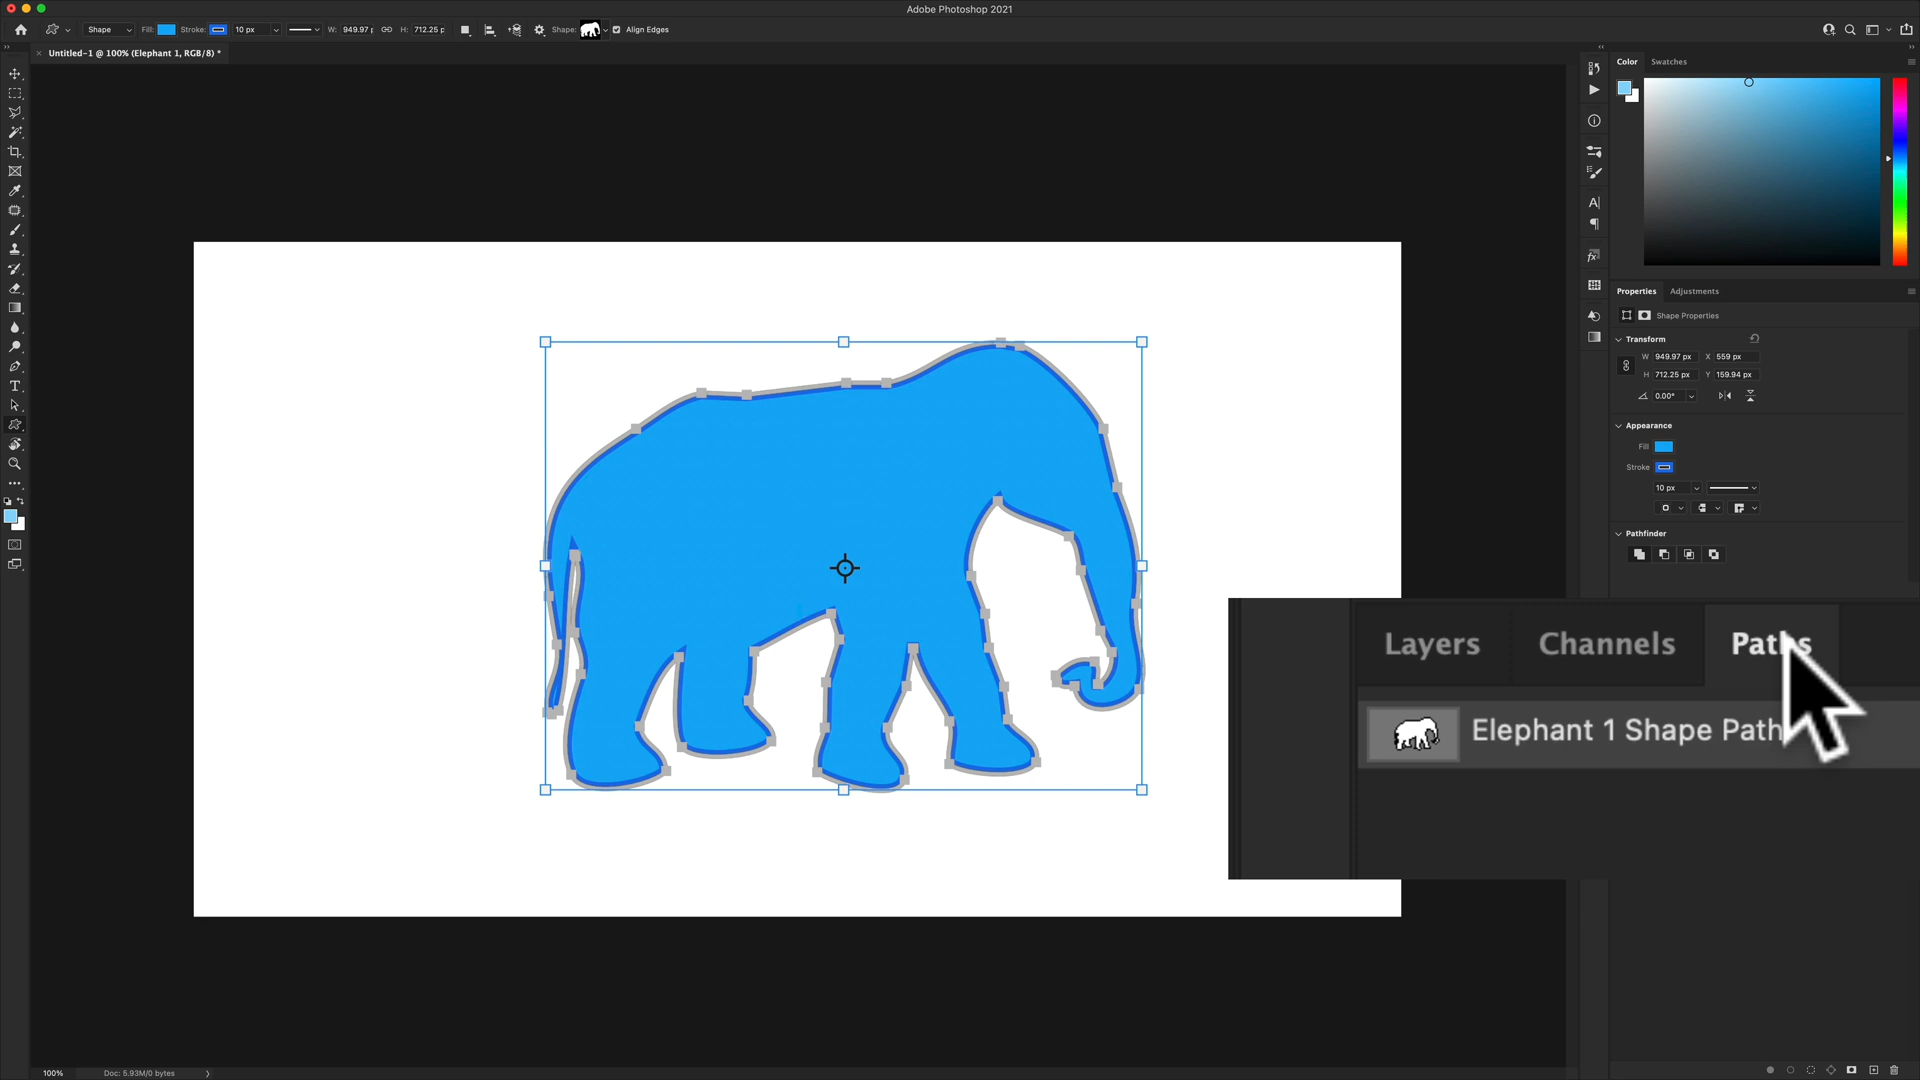 Adobe Photoshop 2021
Shape Fill: Stroke: 10 px W: 949.97 p H: 712.25 p Shape: Align Edges
Untitled-1 @ 100% (Elephant 1, RGB/8) *
Color Swatches
Properties Adjustments
Shape Properties
Transform
W 949.97 px X 559 px
H 712.25 px Y 159.94 px
0.00°
Appearance
Fill
Stroke
10 px
Pathfinder
Layers Channels Paths
Elephant 1 Shape Path
100% Doc: 5.93M/0 bytes